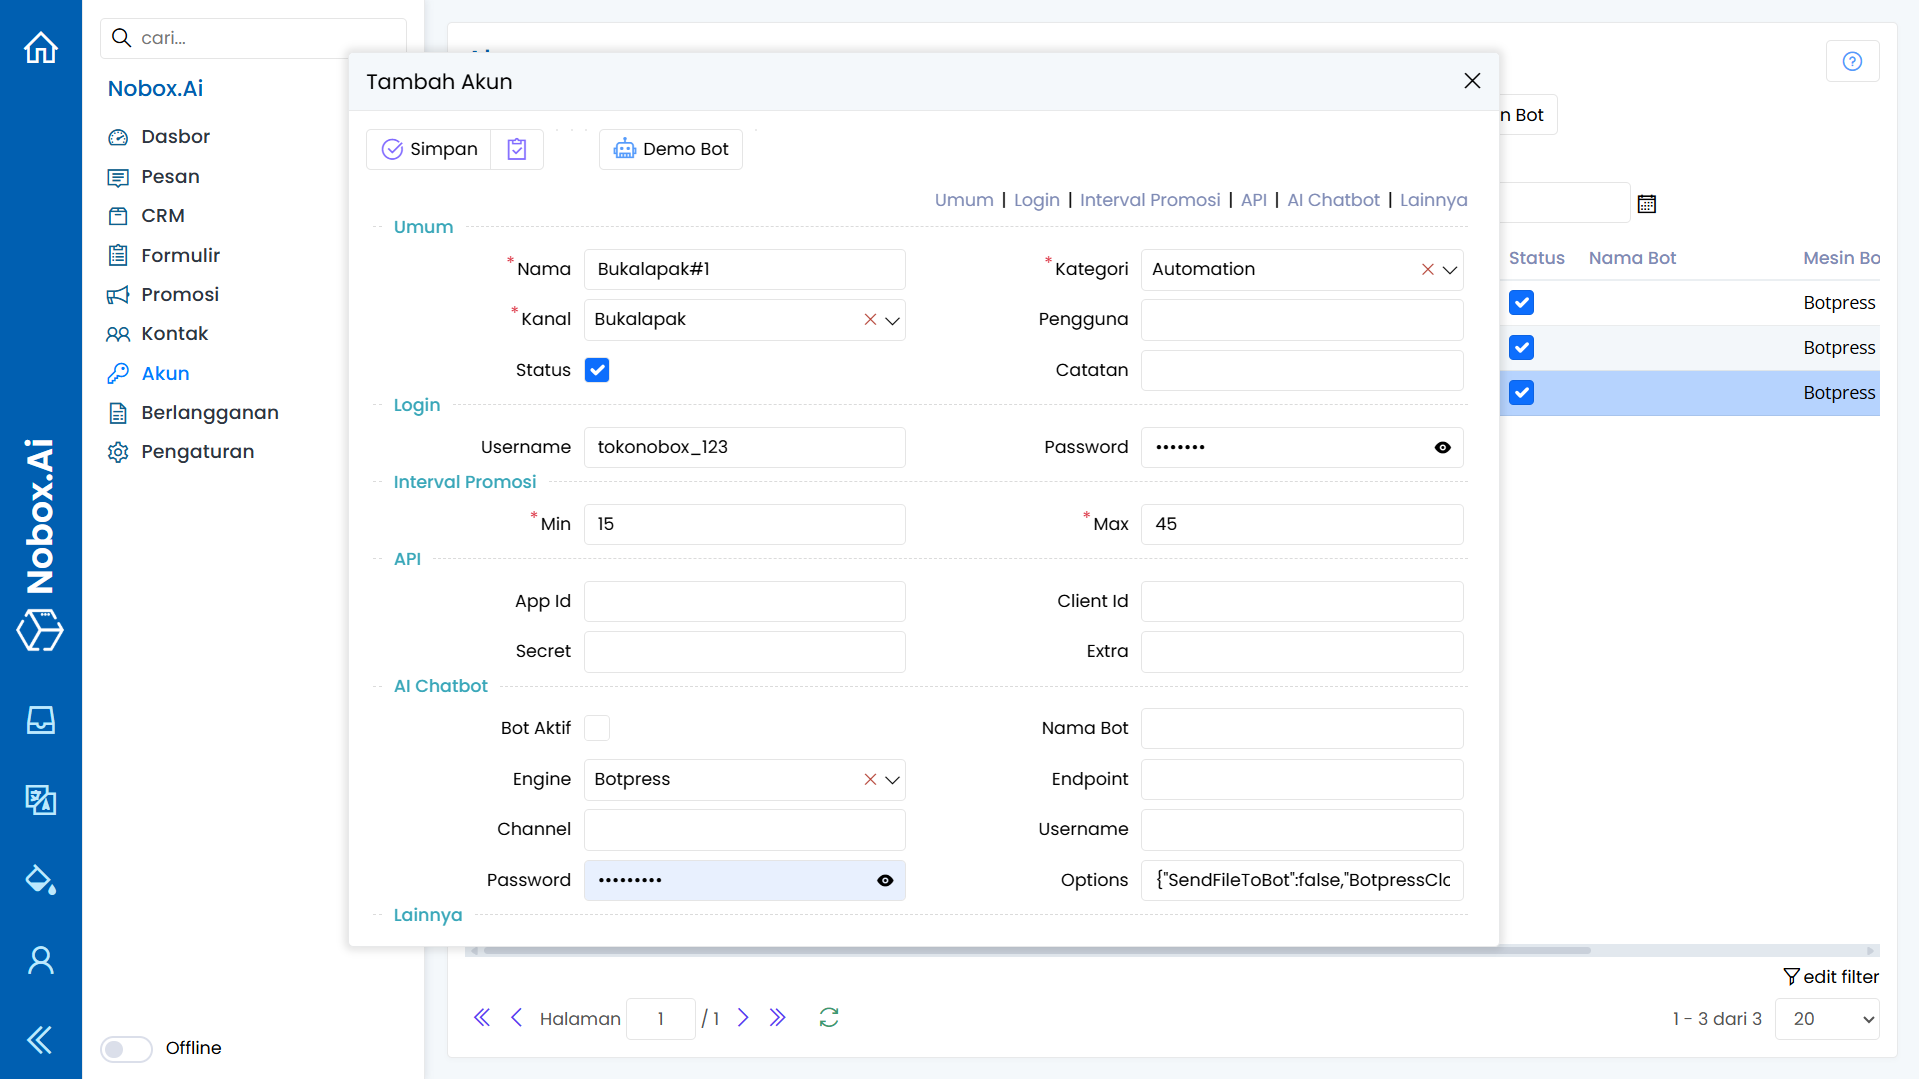 cari...
Nobox.Ai
Dasbor
Pesan
CRM
Formulir
Promosi
Kontak
Akun
Berlangganan
Pengaturan
Nobox.Ai
Offline
Tambah Akun
Simpan
Demo Bot
Umum | Login | Interval Promosi | API | AI Chatbot | Lainnya
Umum
*Nama Bukalapak#1 *Kategori Automation
*Kanal Bukalapak Pengguna
Status Catatan
Login
Username tokonobox_123 Password •••••••
Interval Promosi
*Min 15 *Max 45
API
App Id Client Id
Secret Extra
AI Chatbot
Bot Aktif Nama Bot
Engine Botpress Endpoint
Channel Username
Password ••••••••• Options {"SendFileToBot":false,"BotpressClo
Lainnya
n Bot
Status Nama Bot Mesin Bo
Botpress
Botpress
Botpress
edit filter
Halaman 1 / 1
1 - 3 dari 3 20